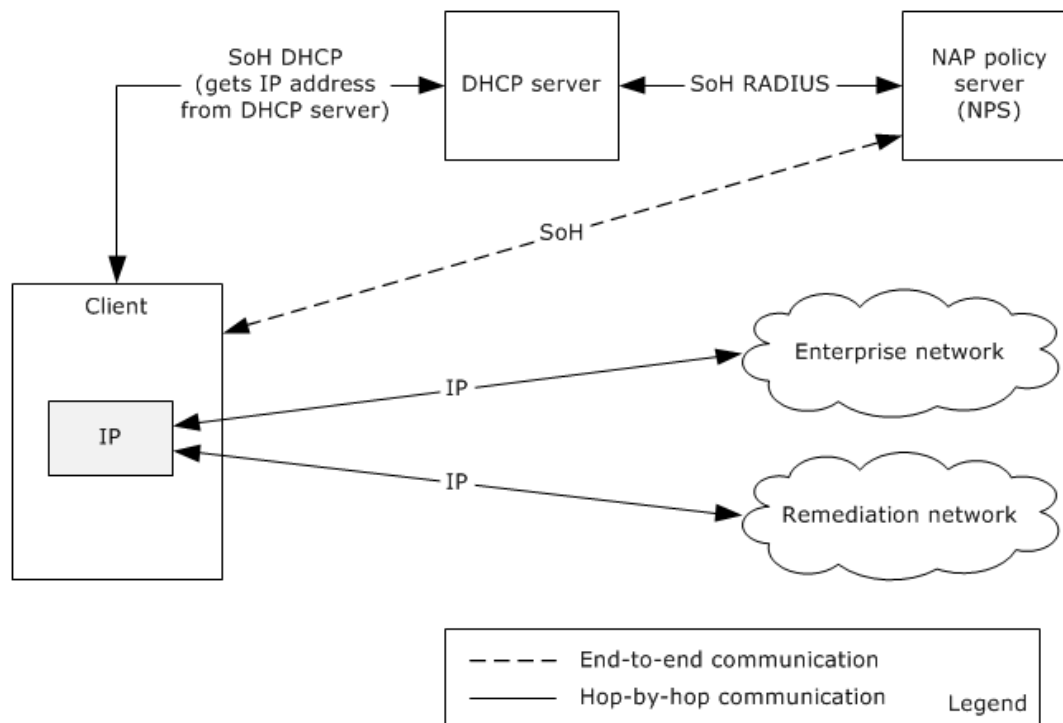 SoH DHCP
(gets IP address
from DHCP server)
DHCP server
SoH RADIUS
NAP policy
server
(NPS)
SoH
Client
IP
IP
Enterprise network
IP
Remediation network
End-to-end communication
Hop-by-hop communication
Legend